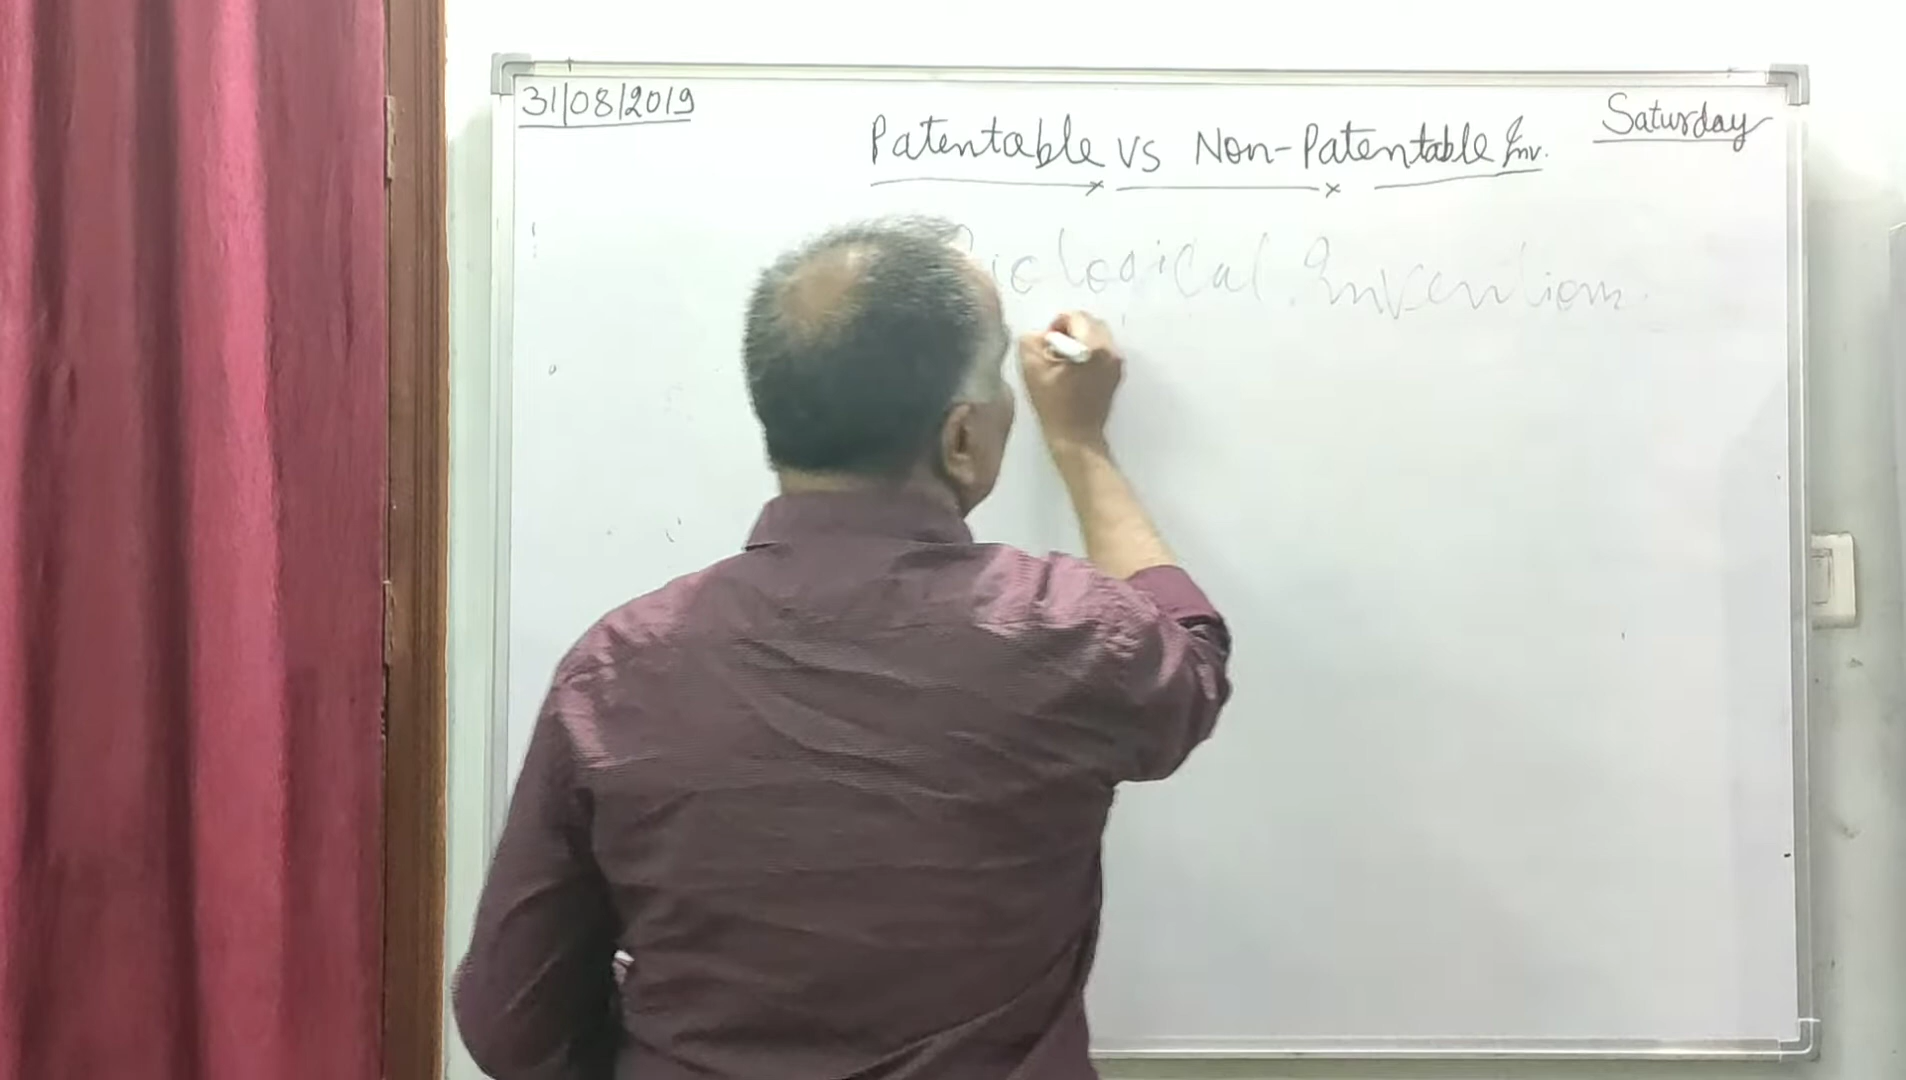 31/08/2019
Saturday
Patentable vs Non-Patentable Inv.
Biological Invention